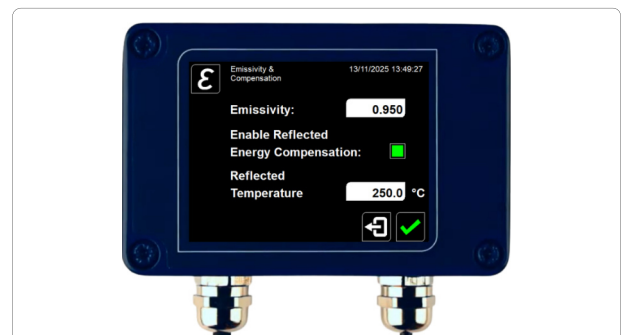 ε
Emissivity &
Compensation
13/11/2025 13:49:27
Emissivity:
0.950
Enable Reflected
Energy Compensation:
Reflected
Temperature
250.0 °C